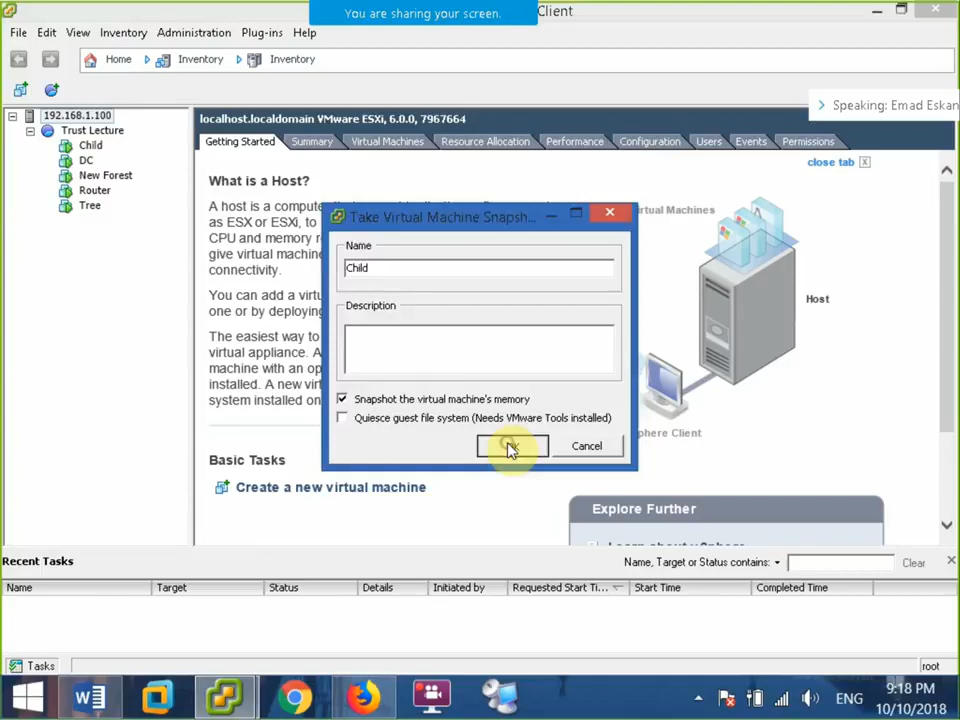 You are sharing your screen.
Client
File Edit View Inventory Administration Plug-ins Help
Home Inventory Inventory
Speaking: Emad Eskan
192.168.1.100
Trust Lecture
Child
DC
New Forest
Router
Tree
localhost.localdomain VMware ESXi, 6.0.0, 7967664
Getting Started Summary Virtual Machines Resource Allocation Performance Configuration Users Events Permissions
close tab X
What is a Host?
A host is a compute
as ESX or ESXi, to
CPU and memory r
give virtual machine
connectivity.
You can add a virtu
one or by deploying
The easiest way to
virtual appliance. A
machine with an op
installed. A new virt
system installed on
Basic Tasks
Create a new virtual machine
irtual Machines
Host
phere Client
Explore Further
Take Virtual Machine Snapsh...
Name
Child
Description
Snapshot the virtual machine's memory
Quiesce guest file system (Needs VMware Tools installed)
Cancel
Recent Tasks
Name, Target or Status contains:
Clear
Name Target Status Details Initiated by Requested Start Ti... Start Time Completed Time
Tasks
root
ENG
9:18 PM
10/10/2018